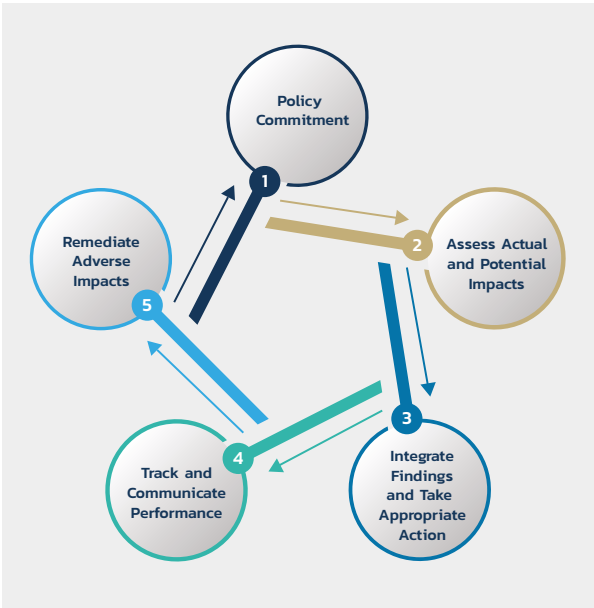 Policy
Commitment
1
2
Assess Actual
and Potential
Impacts
Remediate
Adverse
Impacts
5
3
Integrate
Findings
and Take
Appropriate
Action
4
Track and
Communicate
Performance